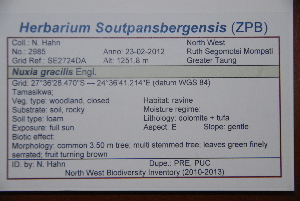 Herbarium Soutpansbergensis (ZPB)
Coll.: N. Hahn North West
No: 2985 Anno: 23-02-2012 Ruth Segomotsi Mompati
Grid Ref: SE2724DA Alt: 1251.8 m Greater Taung
Nuxia gracilis Engl.
Grid: 27°36'28.470"S — 24°36'41.214"E (datum WGS 84)
Tamasikwa;
Veg. type: woodland, closed Habitat: ravine
Substrate: soil, rocky Moisture regime:
Soil type: loam Lithology: dolomite + tufa
Exposure: full sun Aspect: E Slope: gentle
Biotic effect:
Morphology: common 3.50 m tree; multi stemmed tree; leaves green finely
serrated; fruit turning brown
ID. by: N. Hahn Dupe.: PRE, PUC
North West Biodiversity Inventory (2010-2013)